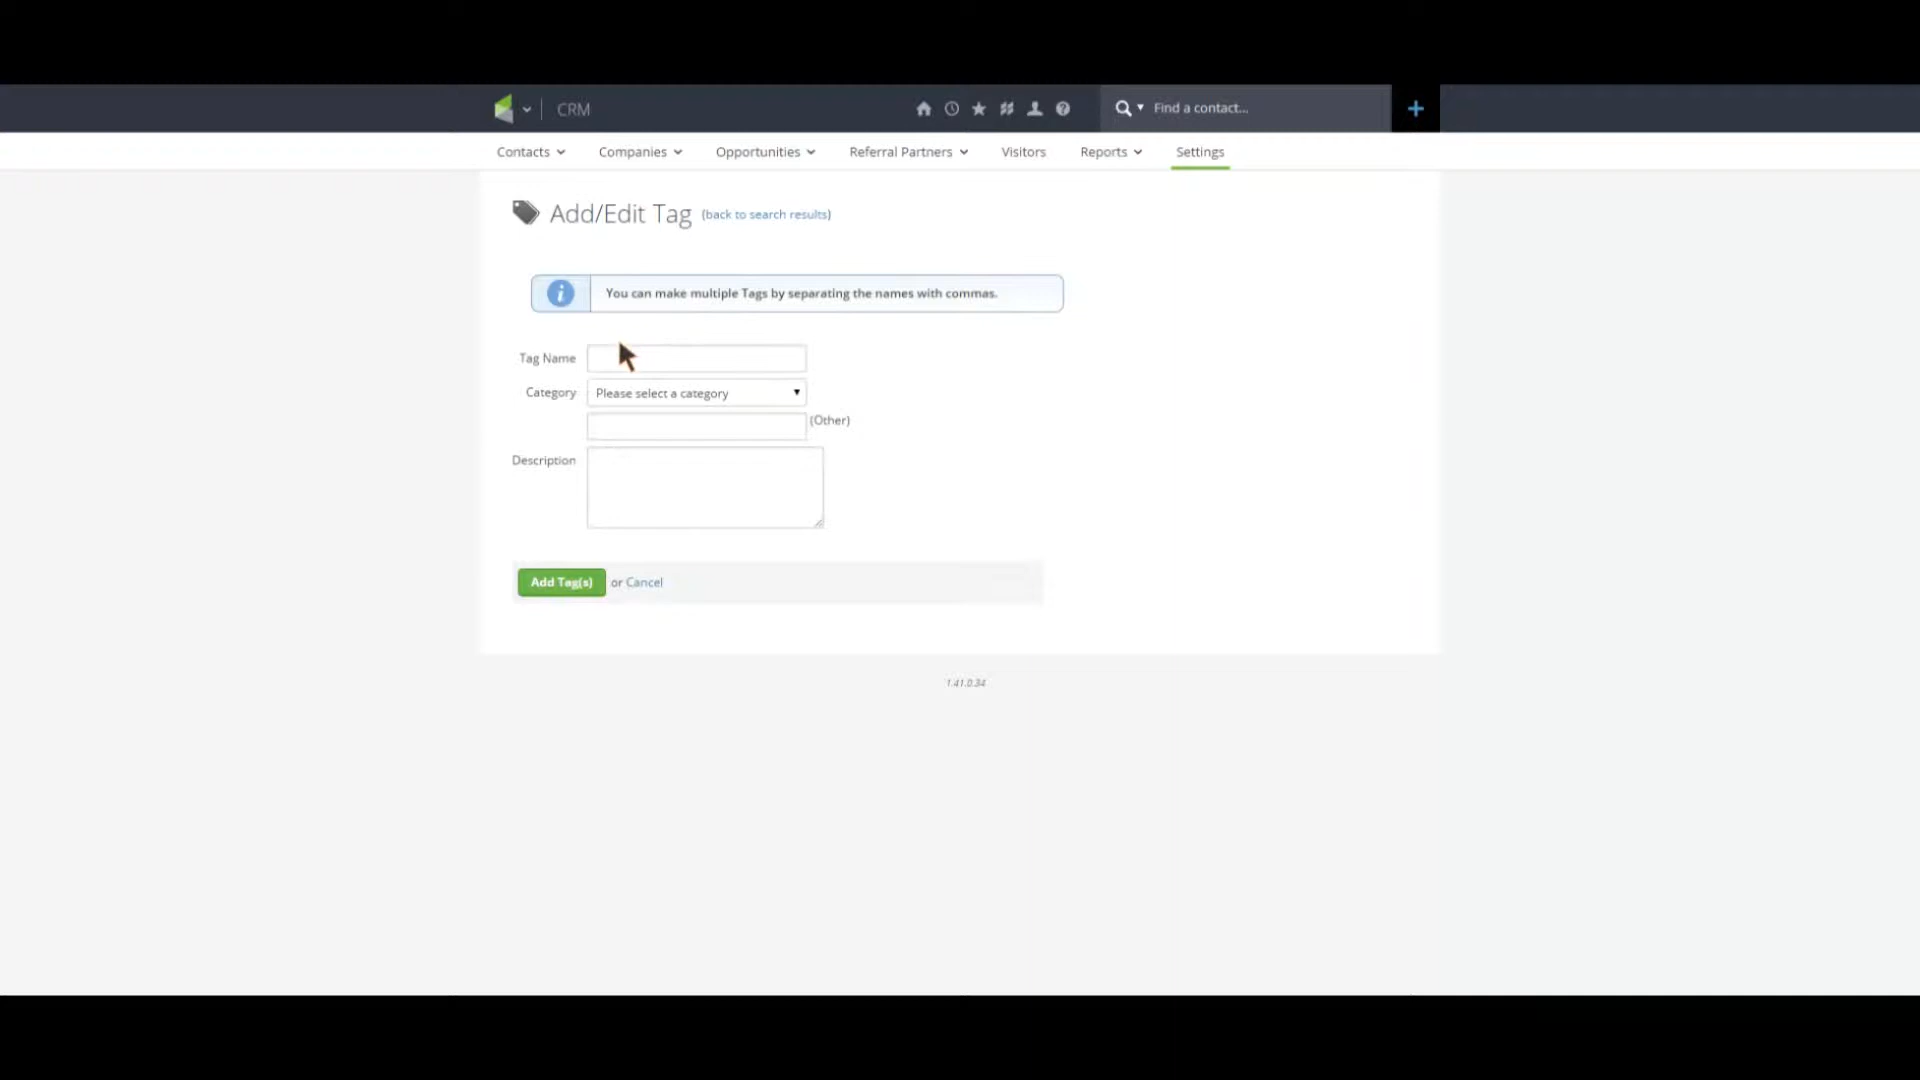 CRM
Find a contact...
Contacts Companies Opportunities Referral Partners Visitors Reports Settings
Add/Edit Tag (back to search results)
You can make multiple Tags by separating the names with commas.
Tag Name
Category Please select a category
(Other)
Description
Add Tag(s) or Cancel
1.41.0.34